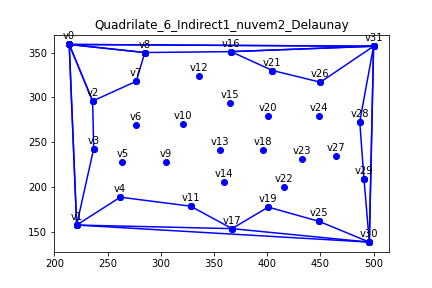 Quadrilate_6_Indirect1_nuvem2_Delaunay
v0
v31
v8
v16
350
v21
v12
v7
v26
300
v2
v15
v20
v24
v28
v6
v10
250
v3
v13
v18
v5
v9
v27
v23
200
v14
v29
v22
v4
v11
v19
v25
150
v1
v17
v30
200
250
300
350
400
450
500